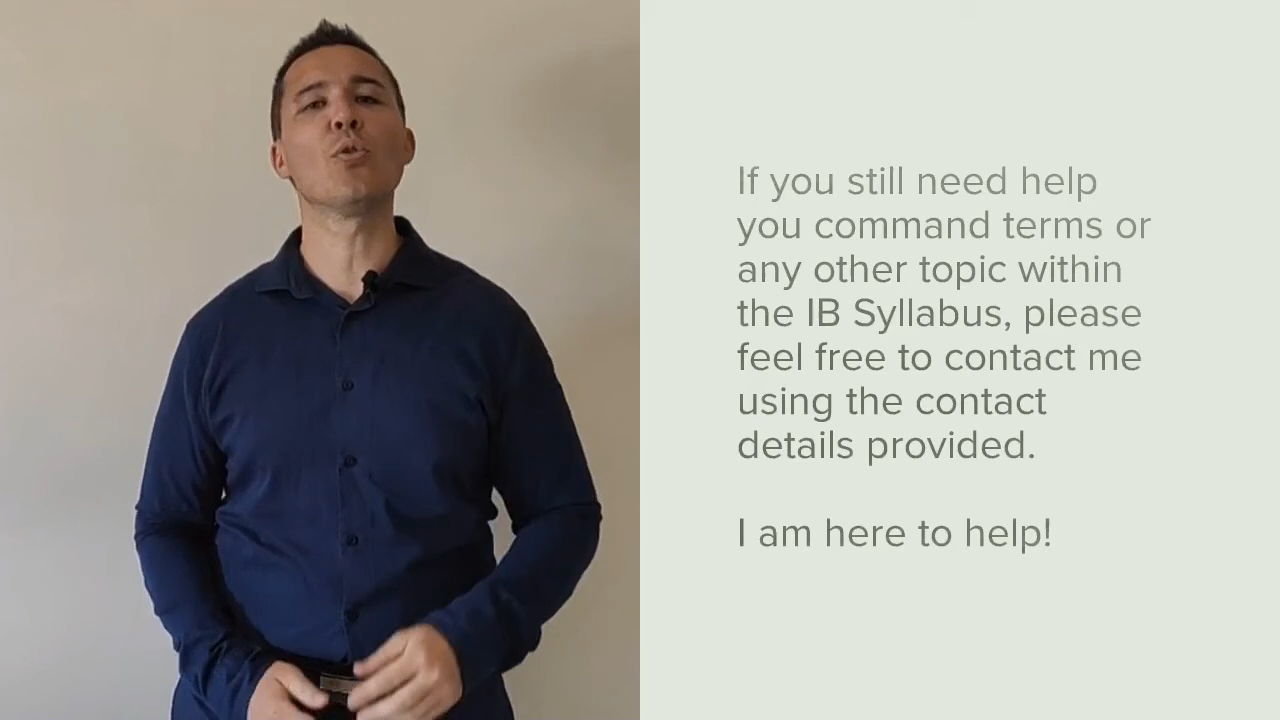 If you still need help
you command terms or
any other topic within
the IB Syllabus, please
feel free to contact me
using the contact
details provided.
I am here to help!